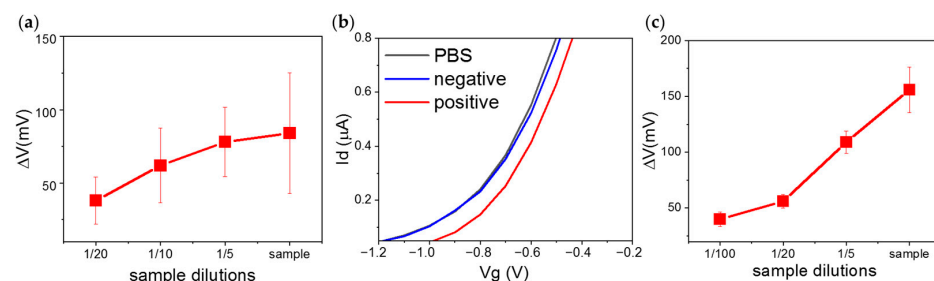 (a)
150
100
50
ΔV(mV)
1/20 1/10 1/5 sample
sample dilutions
(b)
0.8
0.6
0.4
0.2
Id (μA)
PBS
negative
positive
−1.2 −1.0 −0.8 −0.6 −0.4 −0.2
Vg (V)
(c)
200
150
100
50
ΔV(mV)
1/100 1/20 1/5 sample
sample dilutions